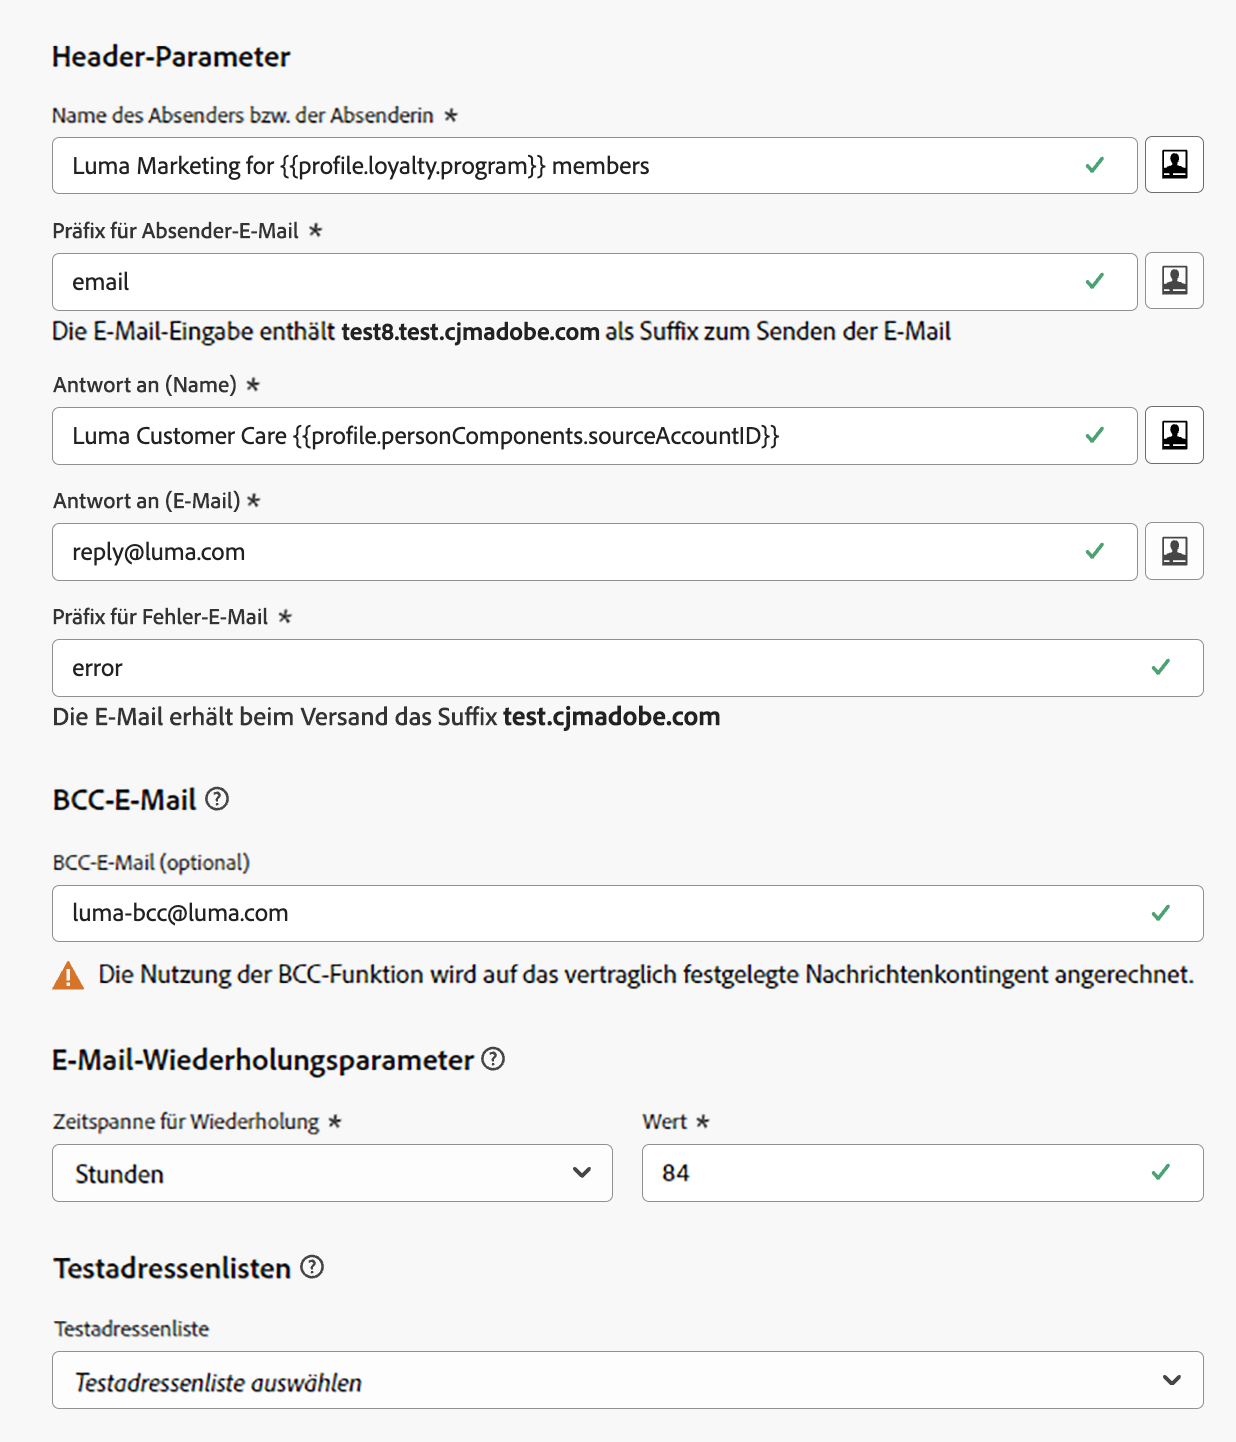 Header-Parameter
Name des Absenders bzw. der Absenderin *
Luma Marketing for {{profile.loyalty.program}} members
Präfix für Absender-E-Mail *
email
Die E-Mail-Eingabe enthält test8.test.cjmadobe.com als Suffix zum Senden der E-Mail
Antwort an (Name) *
Luma Customer Care {{profile.personComponents.sourceAccountID}}
Antwort an (E-Mail) *
reply@luma.com
Präfix für Fehler-E-Mail *
error
Die E-Mail erhält beim Versand das Suffix test.cjmadobe.com
BCC-E-Mail
BCC-E-Mail (optional)
luma-bcc@luma.com
Die Nutzung der BCC-Funktion wird auf das vertraglich festgelegte Nachrichtenkontingent angerechnet.
E-Mail-Wiederholungsparameter
Zeitspanne für Wiederholung * Wert *
Stunden 84
Testadressenlisten
Testadressenliste
Testadressenliste auswählen